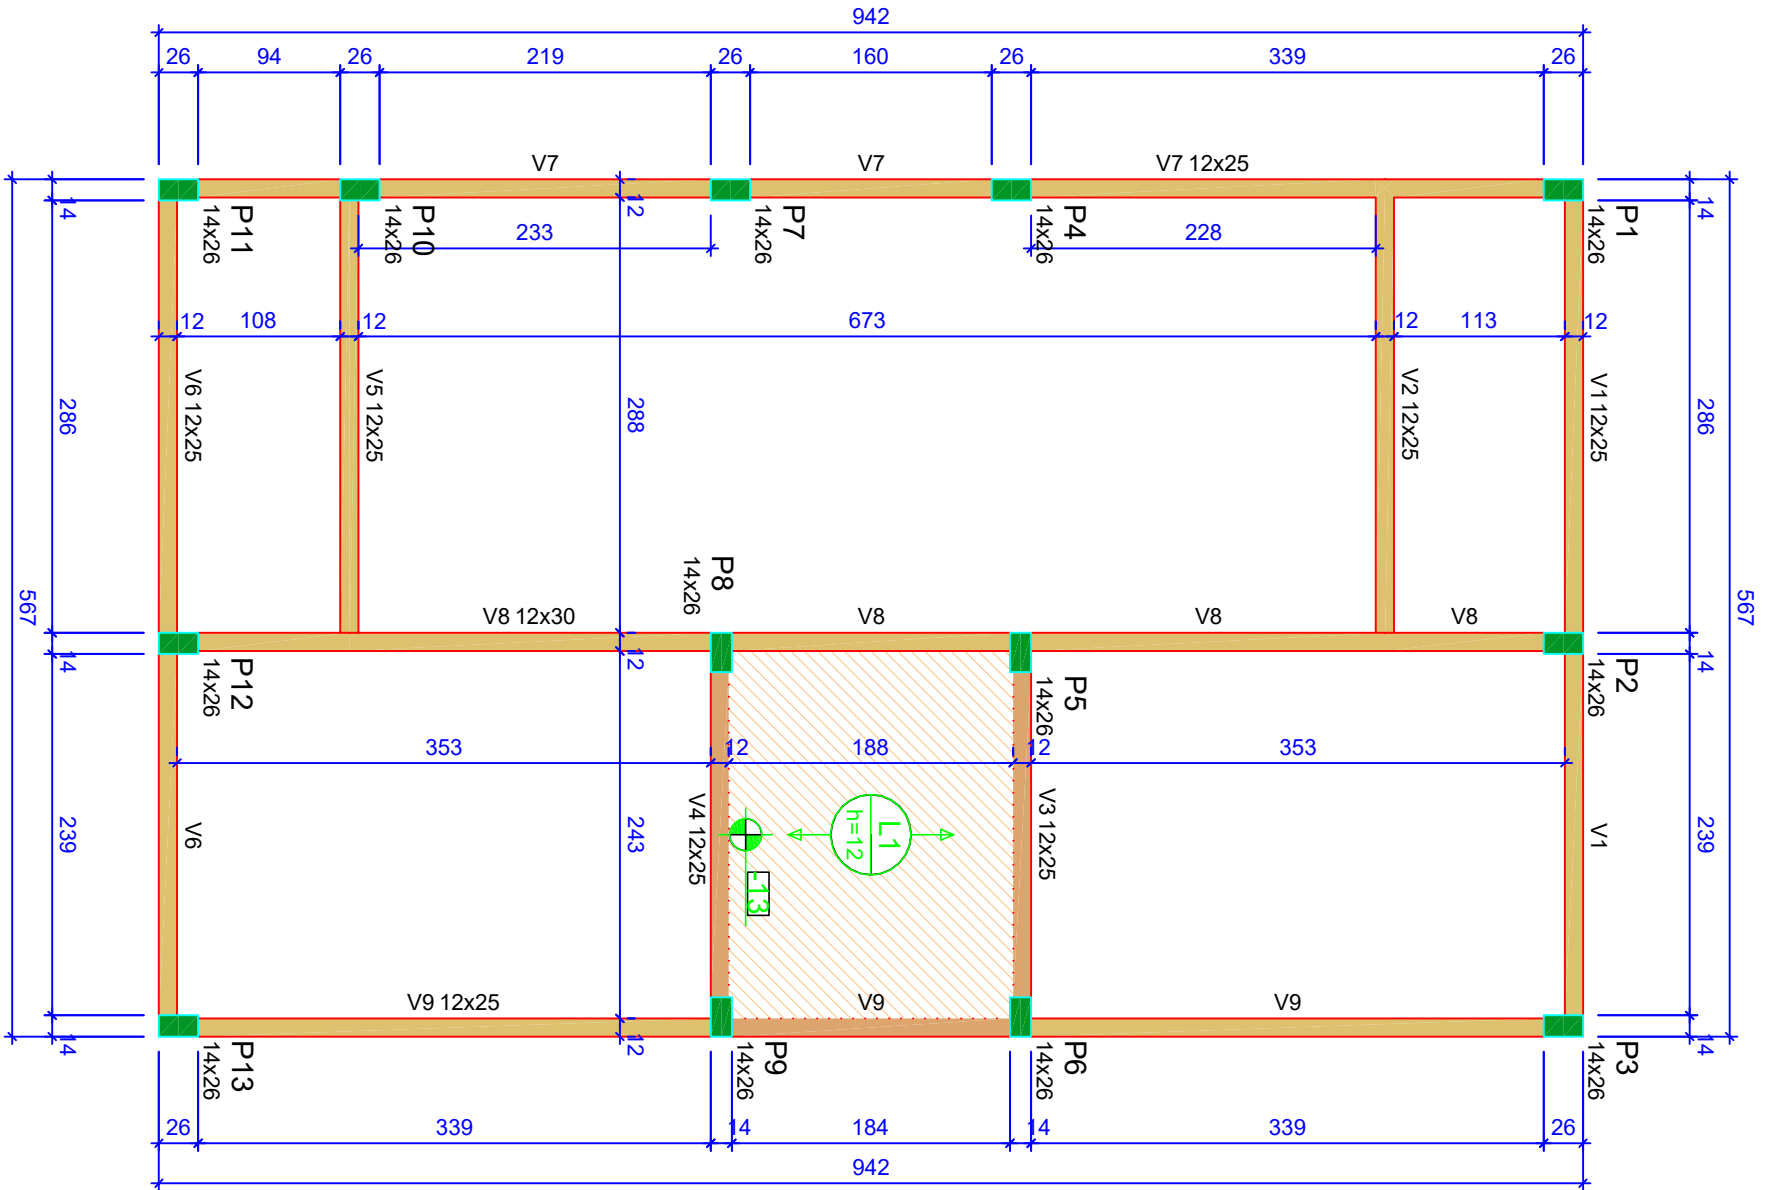 942
26 94 26 219 26 160 26 339 26
V7 V7 V7 12x25
14 12 14
P11 14x26
P10 14x26
P7 14x26
P4 14x26
P1 14x26
233 228
12 108 12 673 12 113 12
286 V6 12x25 V5 12x25 288 V2 12x25 V1 12x25 286
P8 14x26
567 567
V8 12x30 V8 V8 V8
14 12 14
P12 14x26
P5 14x26
P2 14x26
353 12 188 12 353
239 V6 243 V4 12x25 L1 h=12 V3 12x25 V1 239
-13
V9 12x25 V9 V9
14 12 14
P13 14x26
P9 14x26
P6 14x26
P3 14x26
26 339 14 184 14 339 26
942